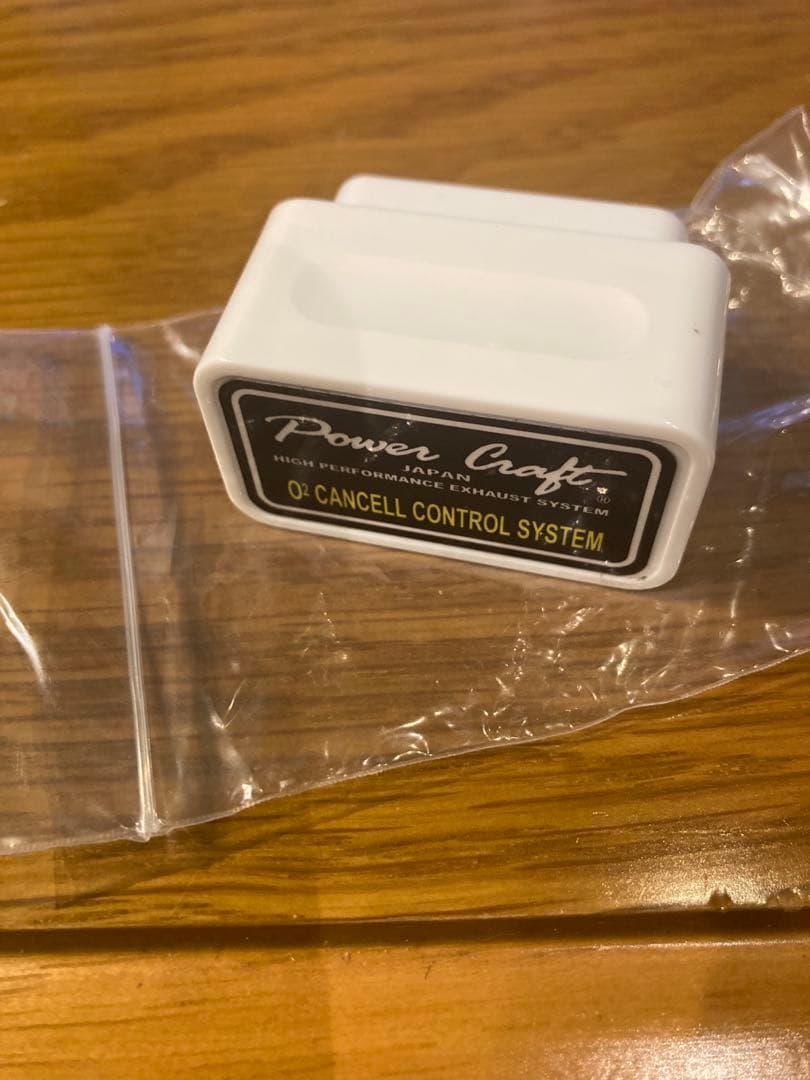 Power Craft
JAPAN
HIGH PERFORMANCE EXHAUST SYSTEM
®
O² CANCELL CONTROL SYSTEM